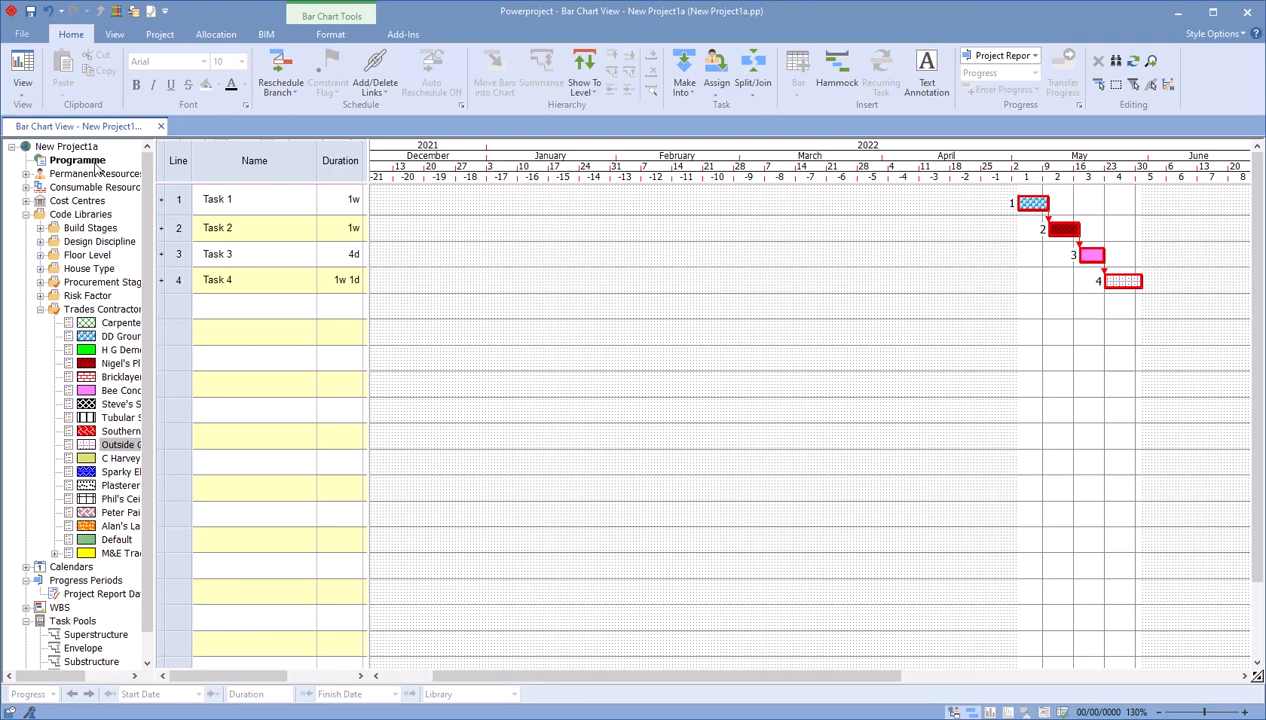 Bar Chart Tools
Powerproject - Bar Chart View - New Project1a (New Project1a.pp)
File Home View Project Allocation BIM Format Add-Ins Style Options
View
View
Paste
Cut
Copy
Clipboard
Arial 10
B I U A
Font
Reschedule Branch
Constraint Flag
Add/Delete Links
Auto Reschedule Off
Schedule
Move Bars into Chart
Summarise
Show To Level
Hierarchy
Make Into
Assign
Split/Join
Task
Bar
Hammock
Recurring Task
Text Annotation
Insert
Project Repor
Progress
Transfer Progress
Progress
Editing
Bar Chart View - New Project1...
New Project1a
Programme
Permanent Resources
Consumable Resourc
Cost Centres
Code Libraries
Build Stages
Design Discipline
Floor Level
House Type
Procurement Stag
Risk Factor
Trades Contractor
Carpente
DD Groun
H G Demo
Nigel's Pl
Bricklayer
Bee Conc
Steve's S
Tubular S
Southern
Outside C
C Harvey
Sparky El
Plasterer
Phil's Cei
Peter Pai
Alan's La
Default
M&E Trad
Calendars
Progress Periods
Project Report Da
WBS
Task Pools
Superstructure
Envelope
Substructure
Line Name Duration
1 Task 1 1w
2 Task 2 1w
3 Task 3 4d
4 Task 4 1w 1d
2021 2022
December January February March April May June
13 20 27 3 10 17 24 31 7 14 21 28 7 14 21 28 4 11 18 25 2 9 16 23 30 6 13 20
-21 -20 -19 -18 -17 -16 -15 -14 -13 -12 -11 -10 -9 -8 -7 -6 -5 -4 -3 -2 -1 1 2 3 4 5 6 7 8
1
2
3
4
Progress Start Date Duration Finish Date Library
00/00/0000 130%